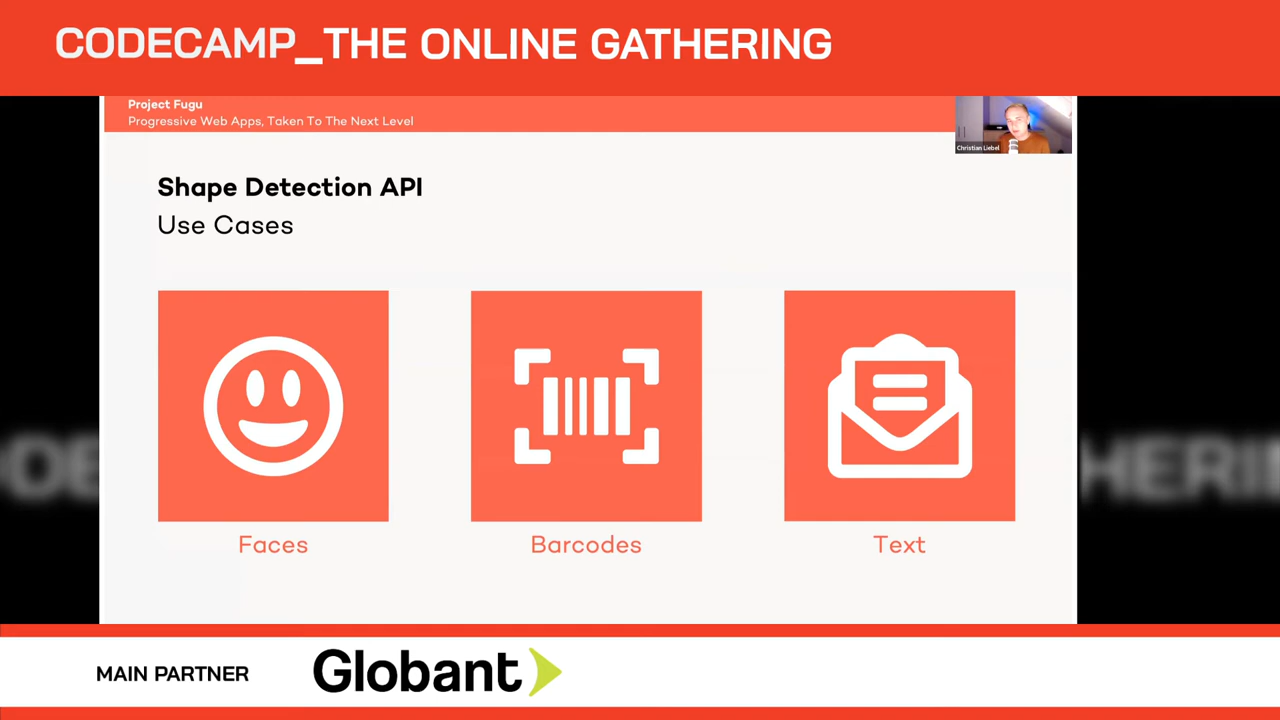 CODECAMP_THE ONLINE GATHERING
Project Fugu
Progressive Web Apps, Taken To The Next Level
Christian Liebel
Shape Detection API
Use Cases
Faces
Barcodes
Text
MAIN PARTNER
Globant